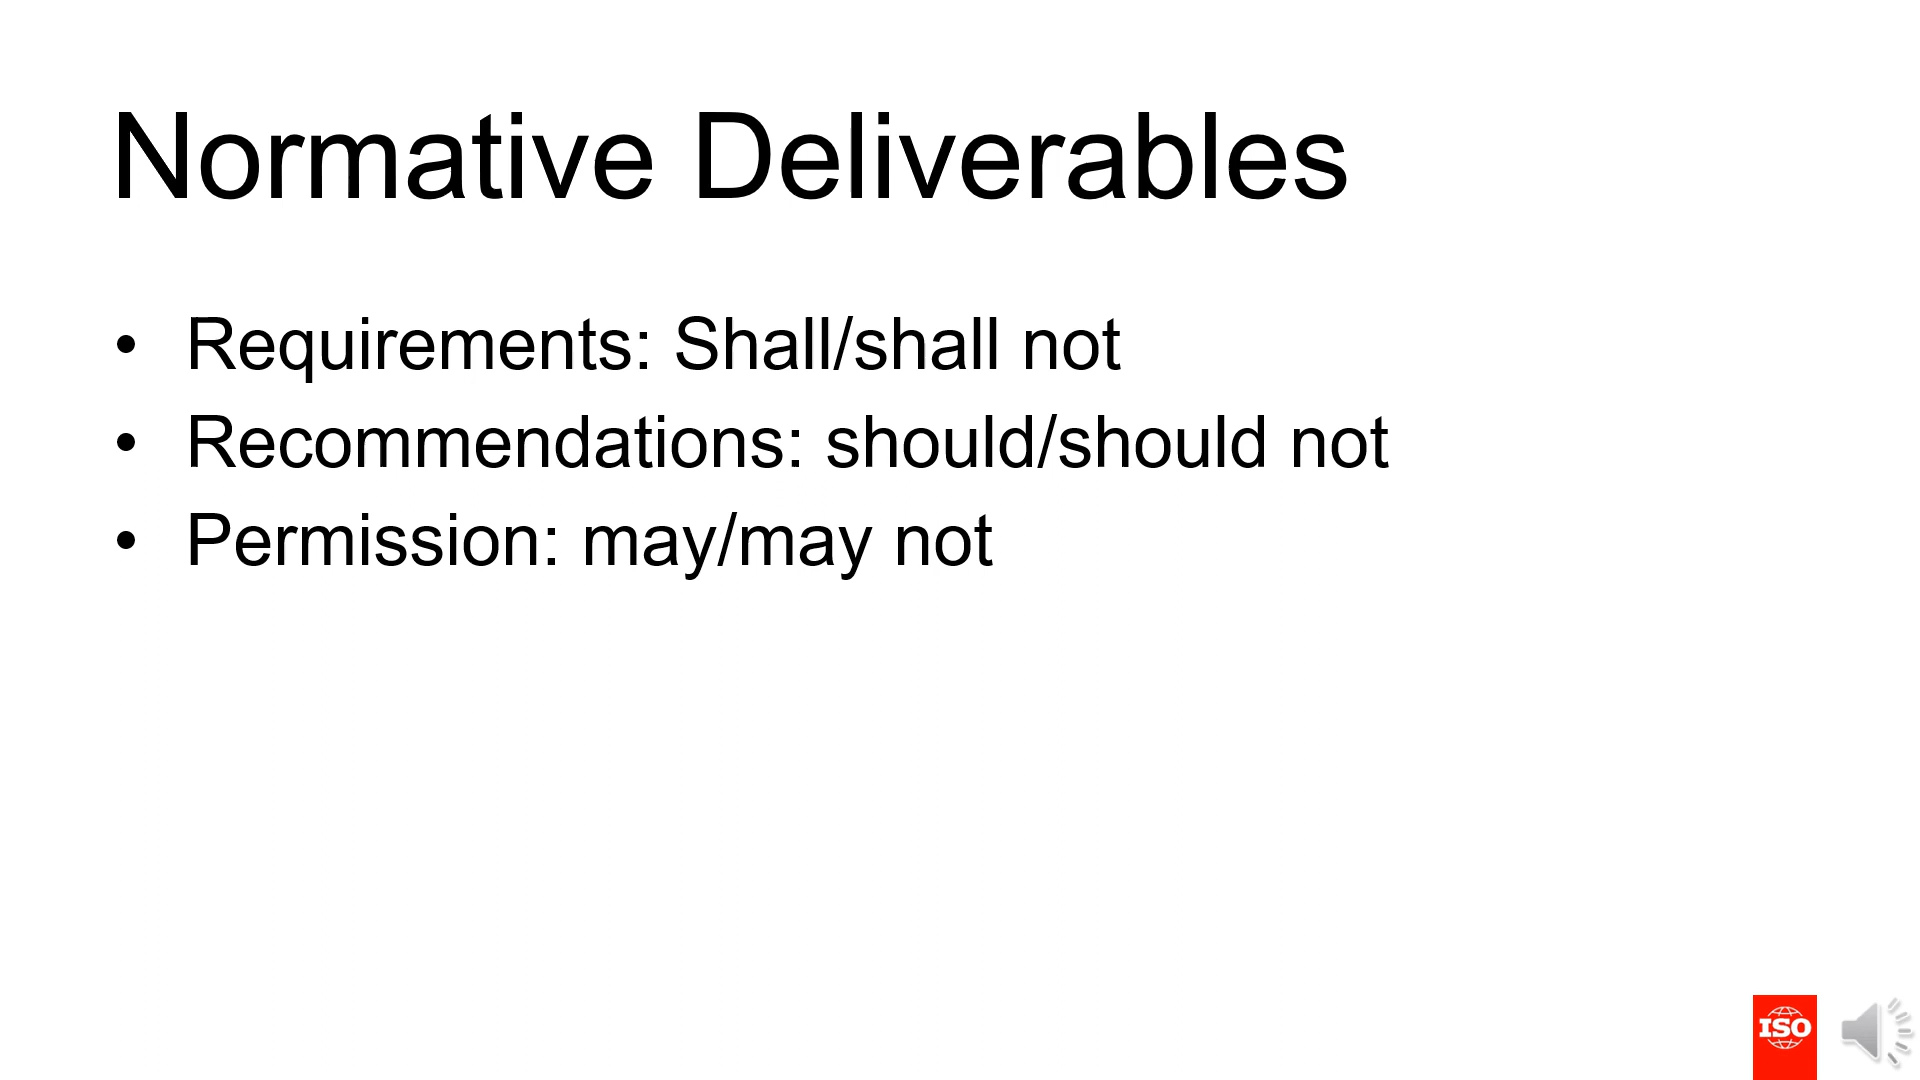 Normative Deliverables
• Requirements: Shall/shall not
• Recommendations: should/should not
• Permission: may/may not
ISO